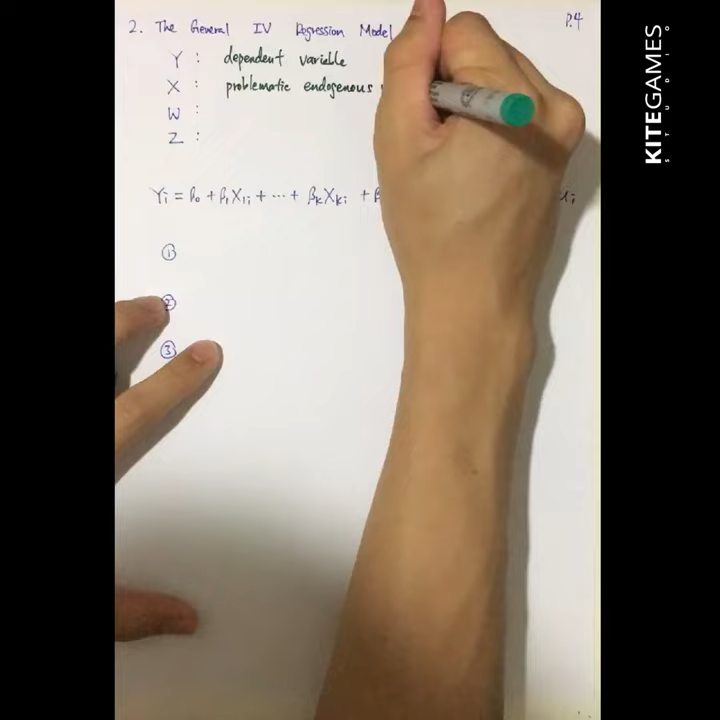 2. The General IV Regression Model
P.4
Y : dependent variable
X : problematic endogenous
W :
Z :
Yi = β0 + β1X1i + ··· + βkXki +
①
②
③
KITEGAMES
STUDIO